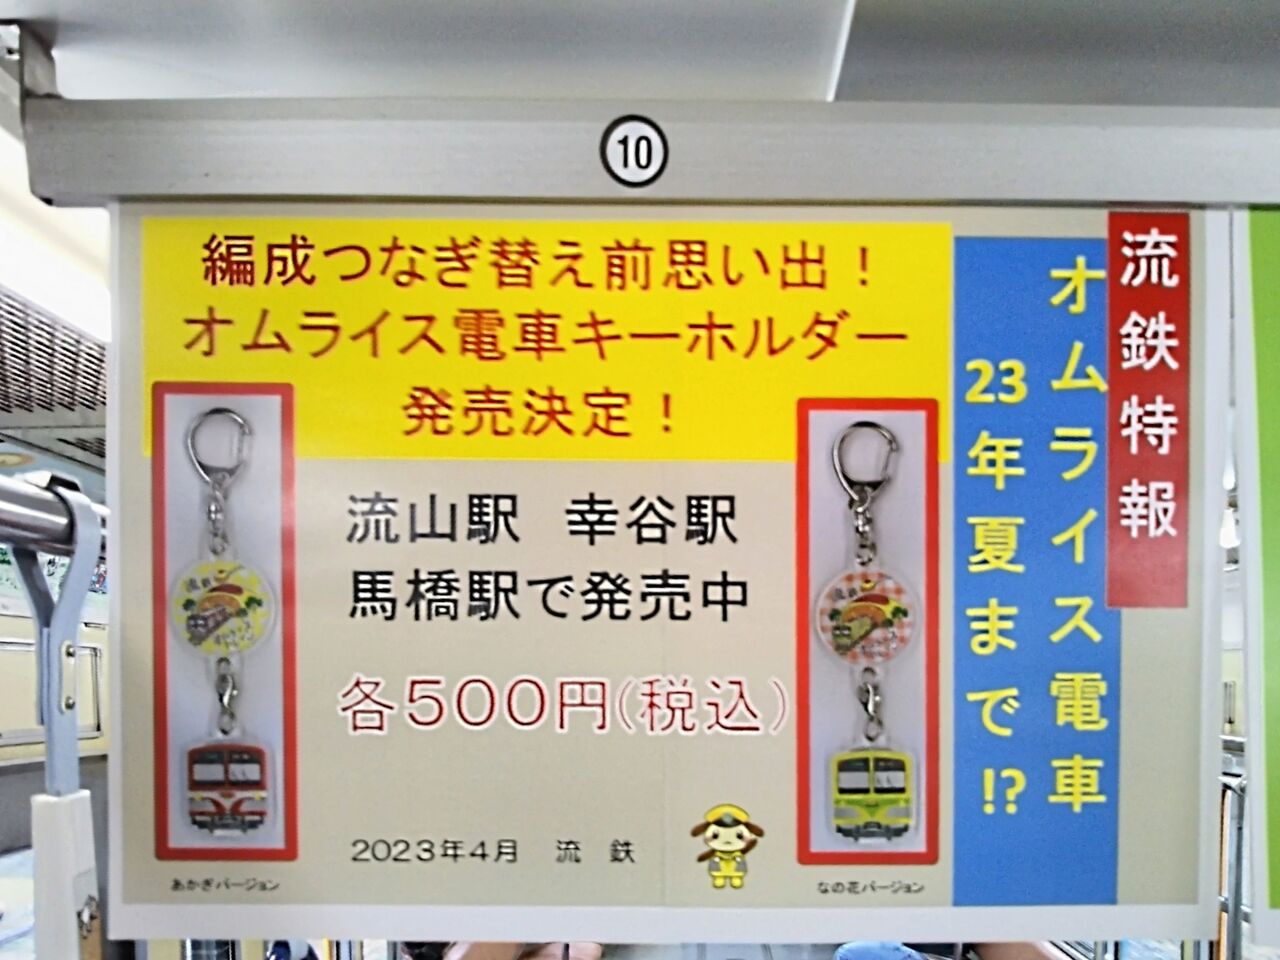 10
流鉄特報
オムライス電車
23年夏まで!?
編成つなぎ替え前思い出！
オムライス電車キーホルダー
発売決定！
流山駅　幸谷駅
馬橋駅で発売中
各500円(税込)
2023年4月　流　鉄
あかぎバージョン
なの花バージョン